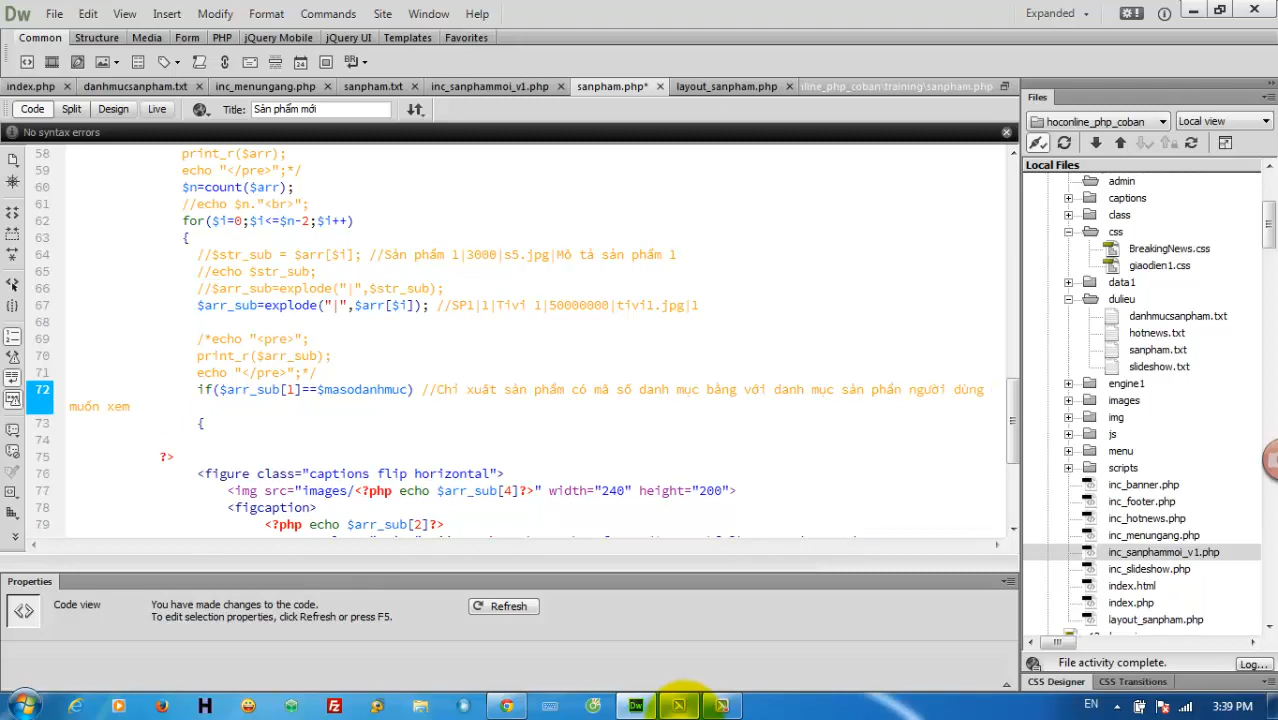 Dw File Edit View Insert Modify Format Commands Site Window Help Expanded
Common Structure Media Form PHP jQuery Mobile jQuery UI Templates Favorites
index.php danhmucsanpham.txt inc_menungang.php sanpham.txt inc_sanphammoi_v1.php sanpham.php* layout_sanpham.php iline_php_coban\training\sanpham.php
Code Split Design Live Title: Sản phẩm mới
No syntax errors
58 print_r($arr);
59 echo "</pre>";*/
60 $n=count($arr);
61 //echo $n."<br>";
62 for($i=0;$i<=$n-2;$i++)
63 {
64 //$str_sub = $arr[$i]; //Sản phẩm 1|3000|s5.jpg|Mô tả sản phẩm 1
65 //echo $str_sub;
66 //$arr_sub=explode("|",$str_sub);
67 $arr_sub=explode("|",$arr[$i]); //SP1|1|Tivi 1|50000000|tivi1.jpg|1
68
69 /*echo "<pre>";
70 print_r($arr_sub);
71 echo "</pre>";*/
72 if($arr_sub[1]==$masodanhmuc) //Chỉ xuất sản phẩm có mã số danh mục bằng với danh mục sản phẩn người dùng
muốn xem
73 {
74
75 ?>
76 <figure class="captions flip horizontal">
77 <img src="images/<?php echo $arr_sub[4]?>" width="240" height="200">
78 <figcaption>
79 <?php echo $arr_sub[2]?>
Properties
Code view You have made changes to the code. Refresh
To edit selection properties, click Refresh or press F5.
Files
hoconline_php_coban Local view
Local Files
admin
captions
class
css
BreakingNews.css
giaodien1.css
data1
dulieu
danhmucsanpham.txt
hotnews.txt
sanpham.txt
slideshow.txt
engine1
images
img
js
menu
scripts
inc_banner.php
inc_footer.php
inc_hotnews.php
inc_menungang.php
inc_sanphammoi_v1.php
inc_slideshow.php
index.html
index.php
layout_sanpham.php
File activity complete. Log...
CSS Designer CSS Transitions
EN 3:39 PM